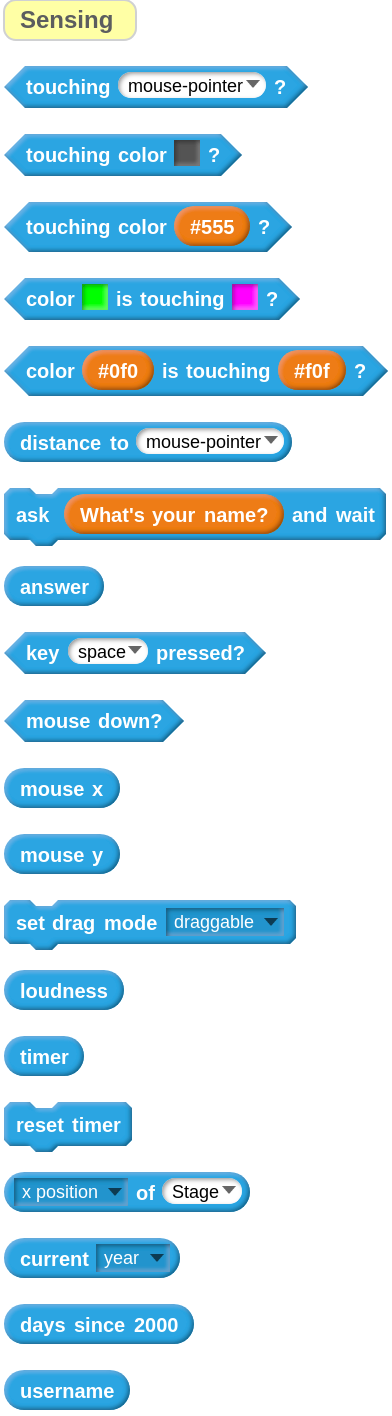 Sensing
touching mouse-pointer ?
touching color ?
touching color #555 ?
color is touching ?
color #0f0 is touching #f0f ?
distance to mouse-pointer
ask What's your name? and wait
answer
key space pressed?
mouse down?
mouse x
mouse y
set drag mode draggable
loudness
timer
reset timer
x position of Stage
current year
days since 2000
username